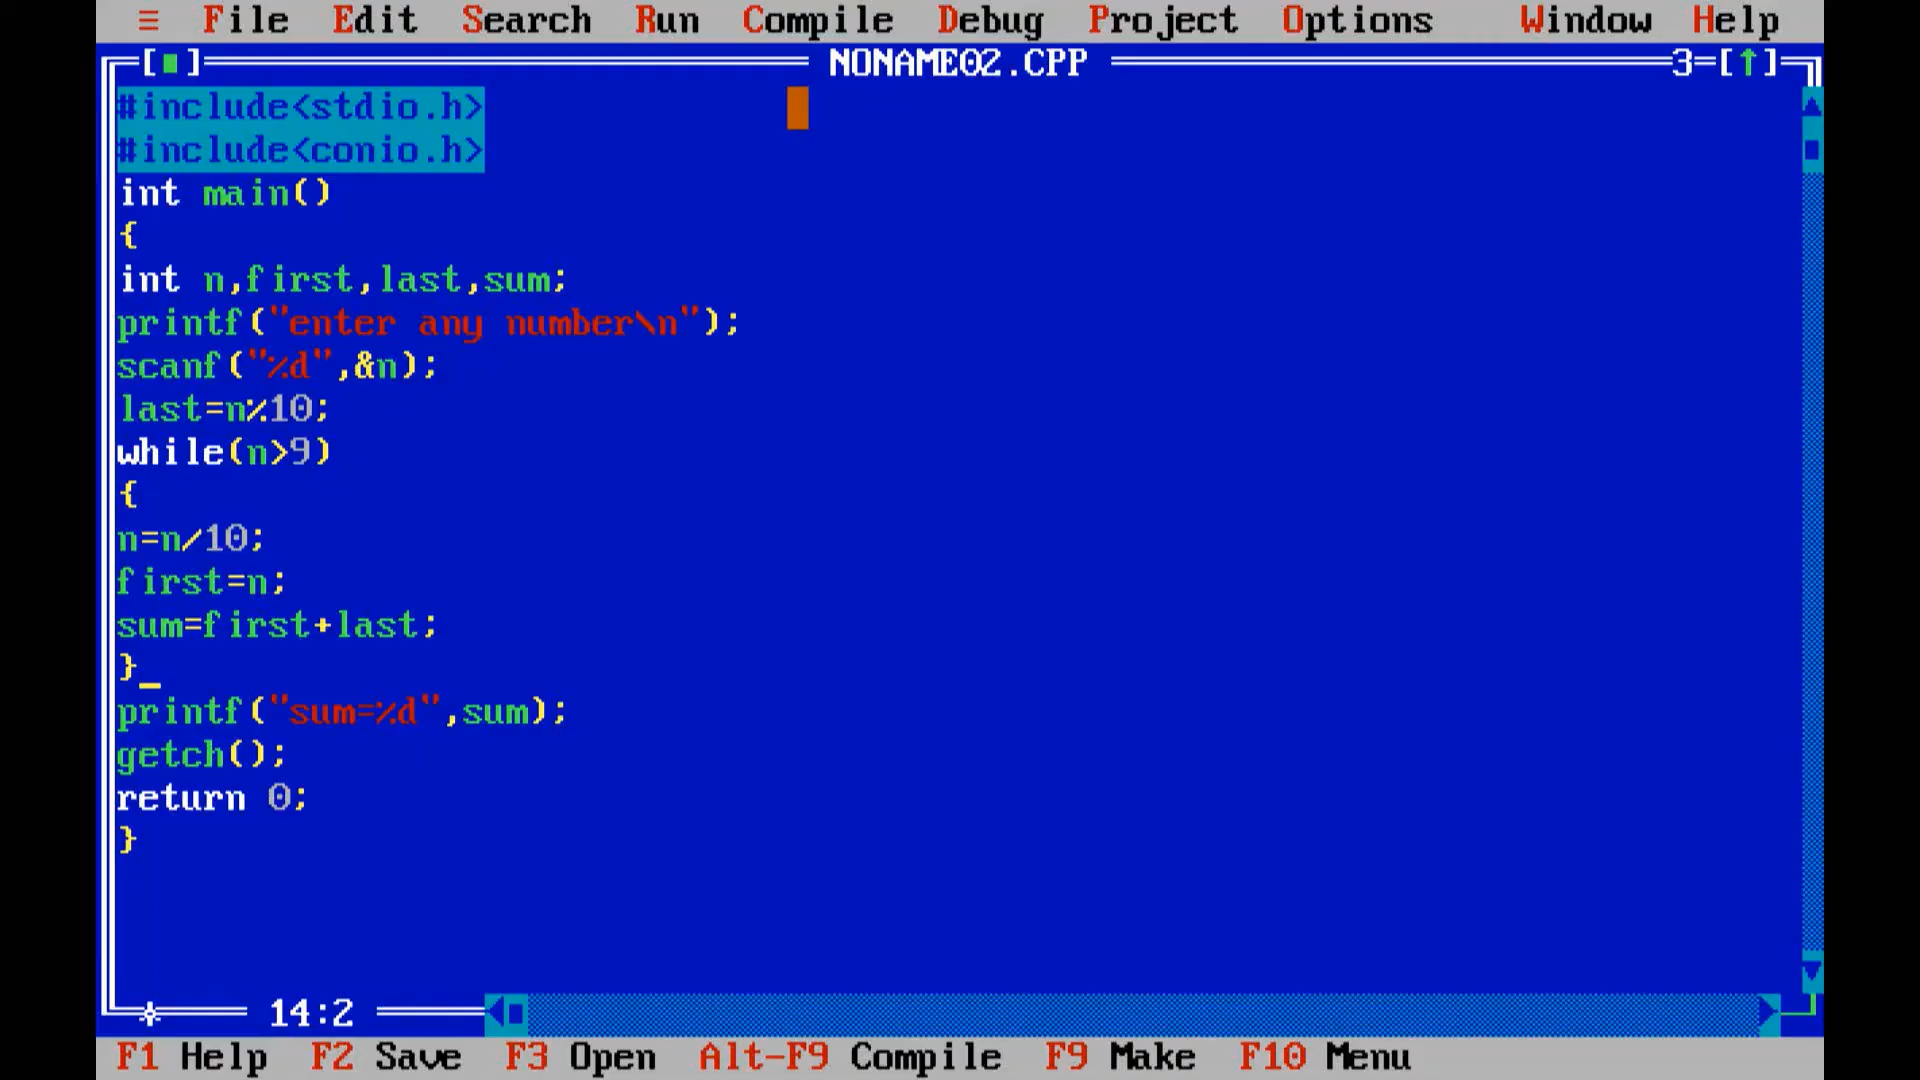 ≡ File Edit Search Run Compile Debug Project Options Window Help
[■] NONAME02.CPP 3=[↑]
#include<stdio.h>
#include<conio.h>
int main()
{
int n,first,last,sum;
printf("enter any number\n");
scanf("%d",&n);
last=n%10;
while(n>9)
{
n=n/10;
first=n;
sum=first+last;
}
printf("sum=%d",sum);
getch();
return 0;
}
14:2
F1 Help F2 Save F3 Open Alt-F9 Compile F9 Make F10 Menu